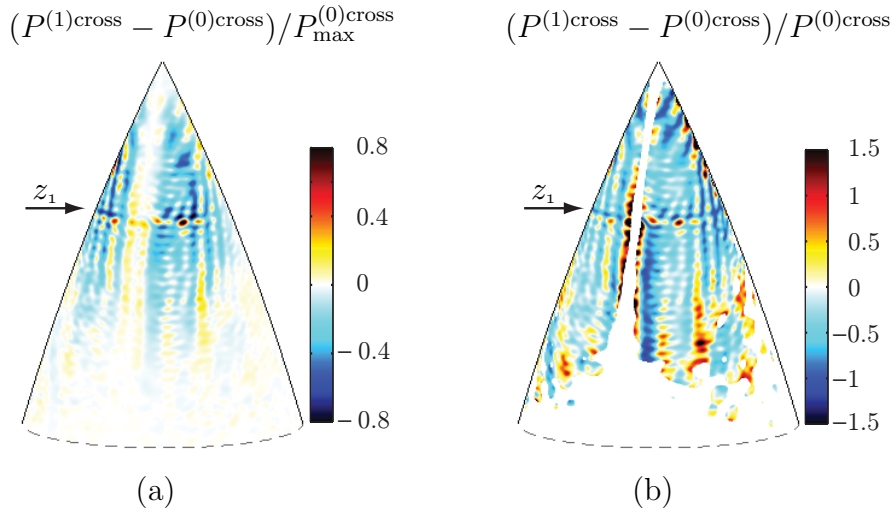 (P(1)cross − P(0)cross)/P(0)cross max
(P(1)cross − P(0)cross)/P(0)cross
z1
0.8
0.4
0
−0.4
−0.8
z1
1.5
1
0.5
0
−0.5
−1
−1.5
(a)
(b)